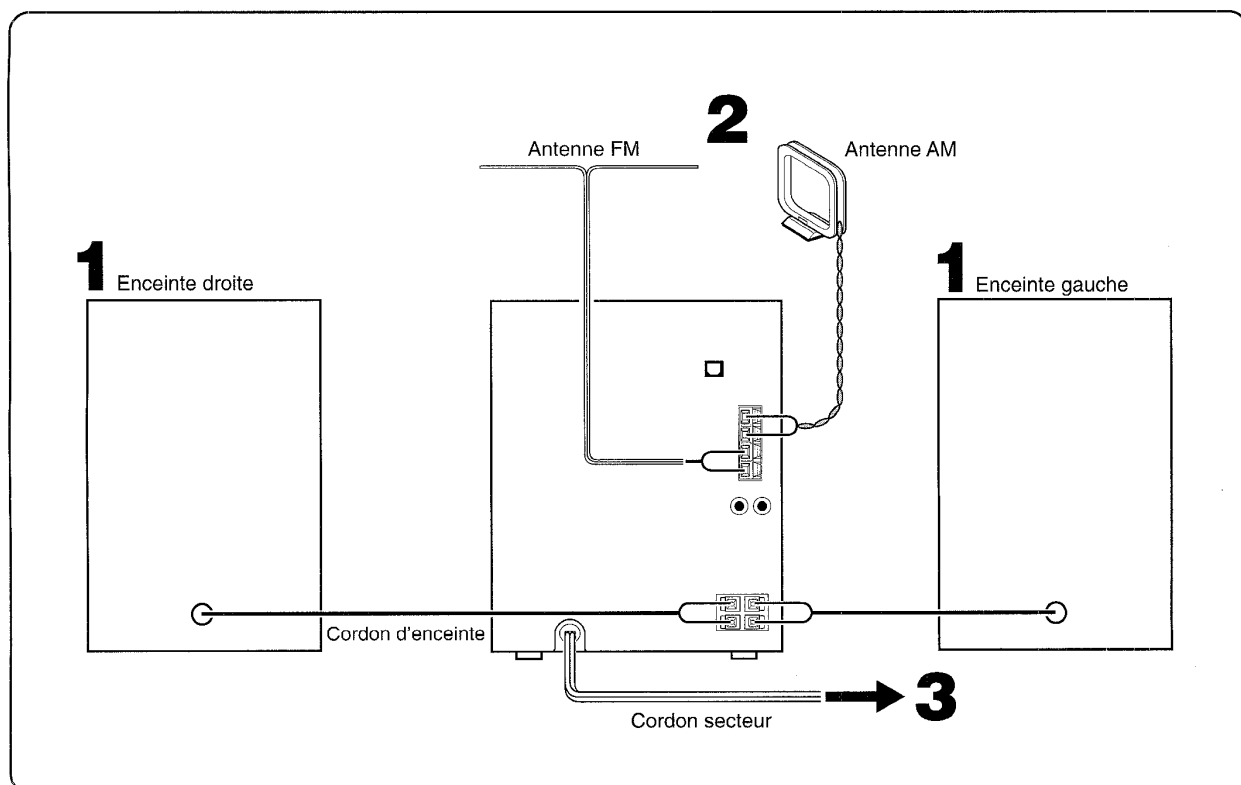 2
Antenne FM
Antenne AM
1
Enceinte droite
1
Enceinte gauche
Cordon d'enceinte
3
Cordon secteur